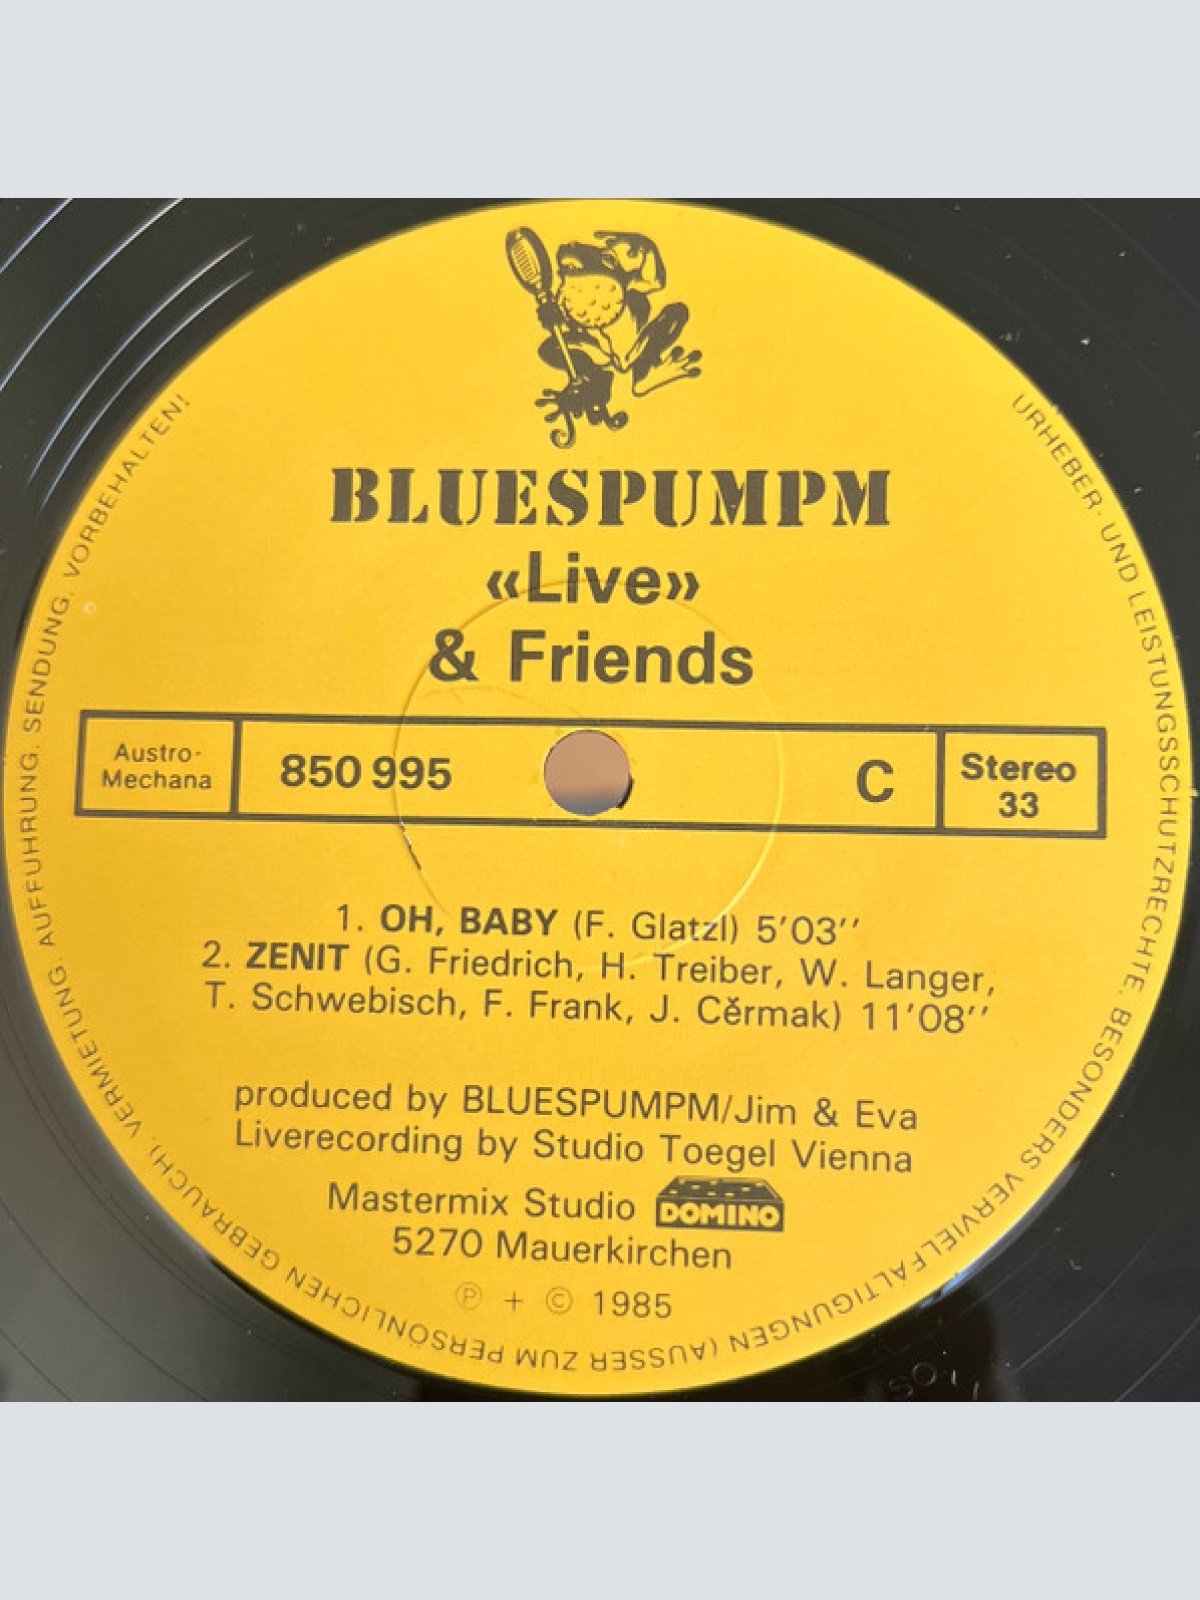 BLUESPUMPM
«Live»
& Friends
Austro-
Mechana
850 995
C
Stereo
33
1. OH, BABY (F. Glatzl) 5'03''
2. ZENIT (G. Friedrich, H. Treiber, W. Langer,
T. Schwebisch, F. Frank, J. Cěrmak) 11'08''
produced by BLUESPUMPM/Jim & Eva
Liverecording by Studio Toegel Vienna
Mastermix Studio DOMINO
5270 Mauerkirchen
Ⓟ + © 1985
URHEBER- UND LEISTUNGSSCHUTZRECHTE, BESONDERS VERVIELFÄLTIGUNGEN (AUSSER ZUM PERSÖNLICHEN GEBRAUCH), VERMIETUNG, AUFFÜHRUNG, SENDUNG, VORBEHALTEN!